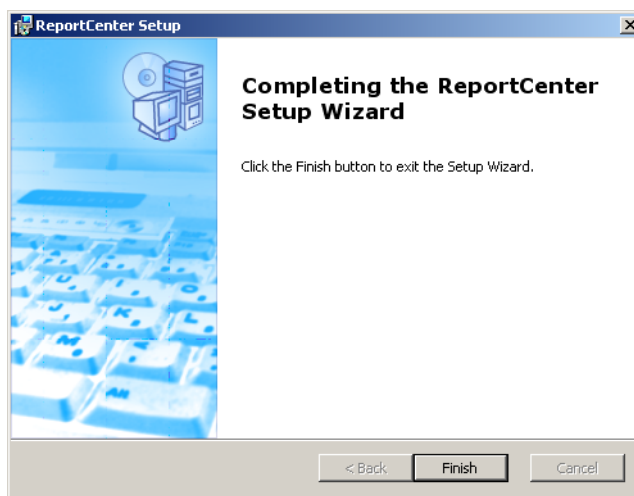 ReportCenter Setup
Completing the ReportCenter
Setup Wizard
Click the Finish button to exit the Setup Wizard.
< Back
Finish
Cancel